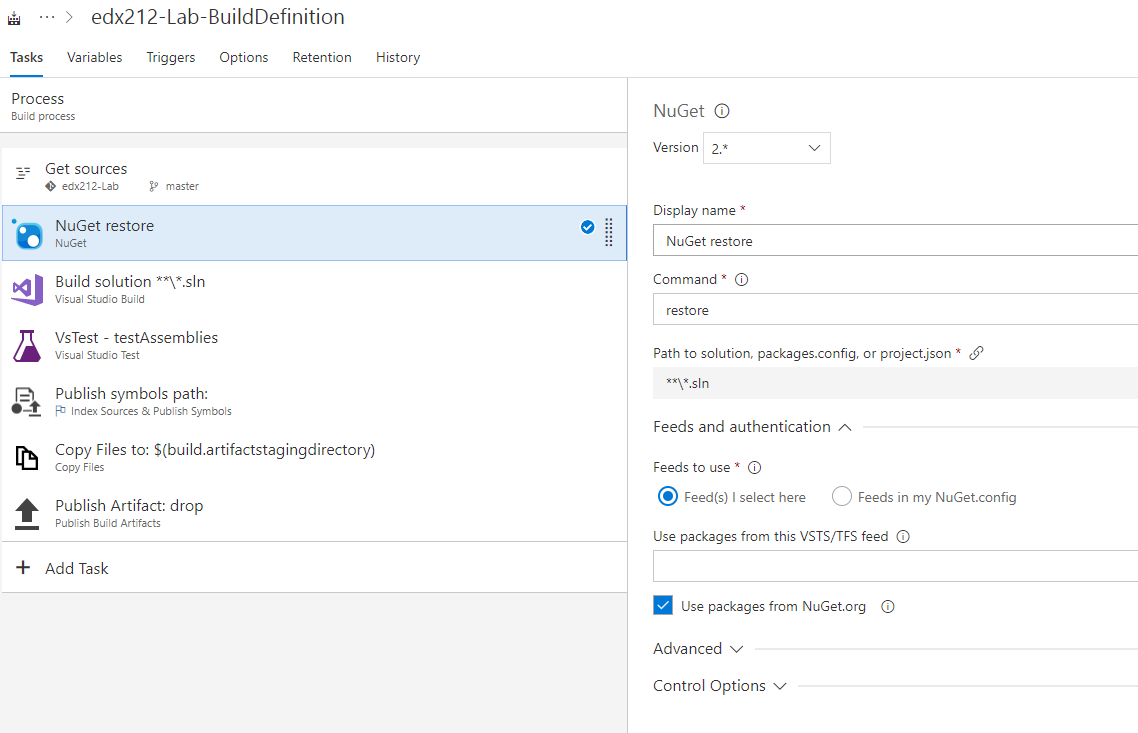 ··· > edx212-Lab-BuildDefinition
Tasks Variables Triggers Options Retention History
Process
Build process
Get sources
edx212-Lab master
NuGet restore
NuGet
Build solution **\*.sln
Visual Studio Build
VsTest - testAssemblies
Visual Studio Test
Publish symbols path:
Index Sources & Publish Symbols
Copy Files to: $(build.artifactstagingdirectory)
Copy Files
Publish Artifact: drop
Publish Build Artifacts
+ Add Task
NuGet
Version 2.*
Display name *
NuGet restore
Command *
restore
Path to solution, packages.config, or project.json *
**\*.sln
Feeds and authentication
Feeds to use *
Feed(s) I select here Feeds in my NuGet.config
Use packages from this VSTS/TFS feed
Use packages from NuGet.org
Advanced
Control Options